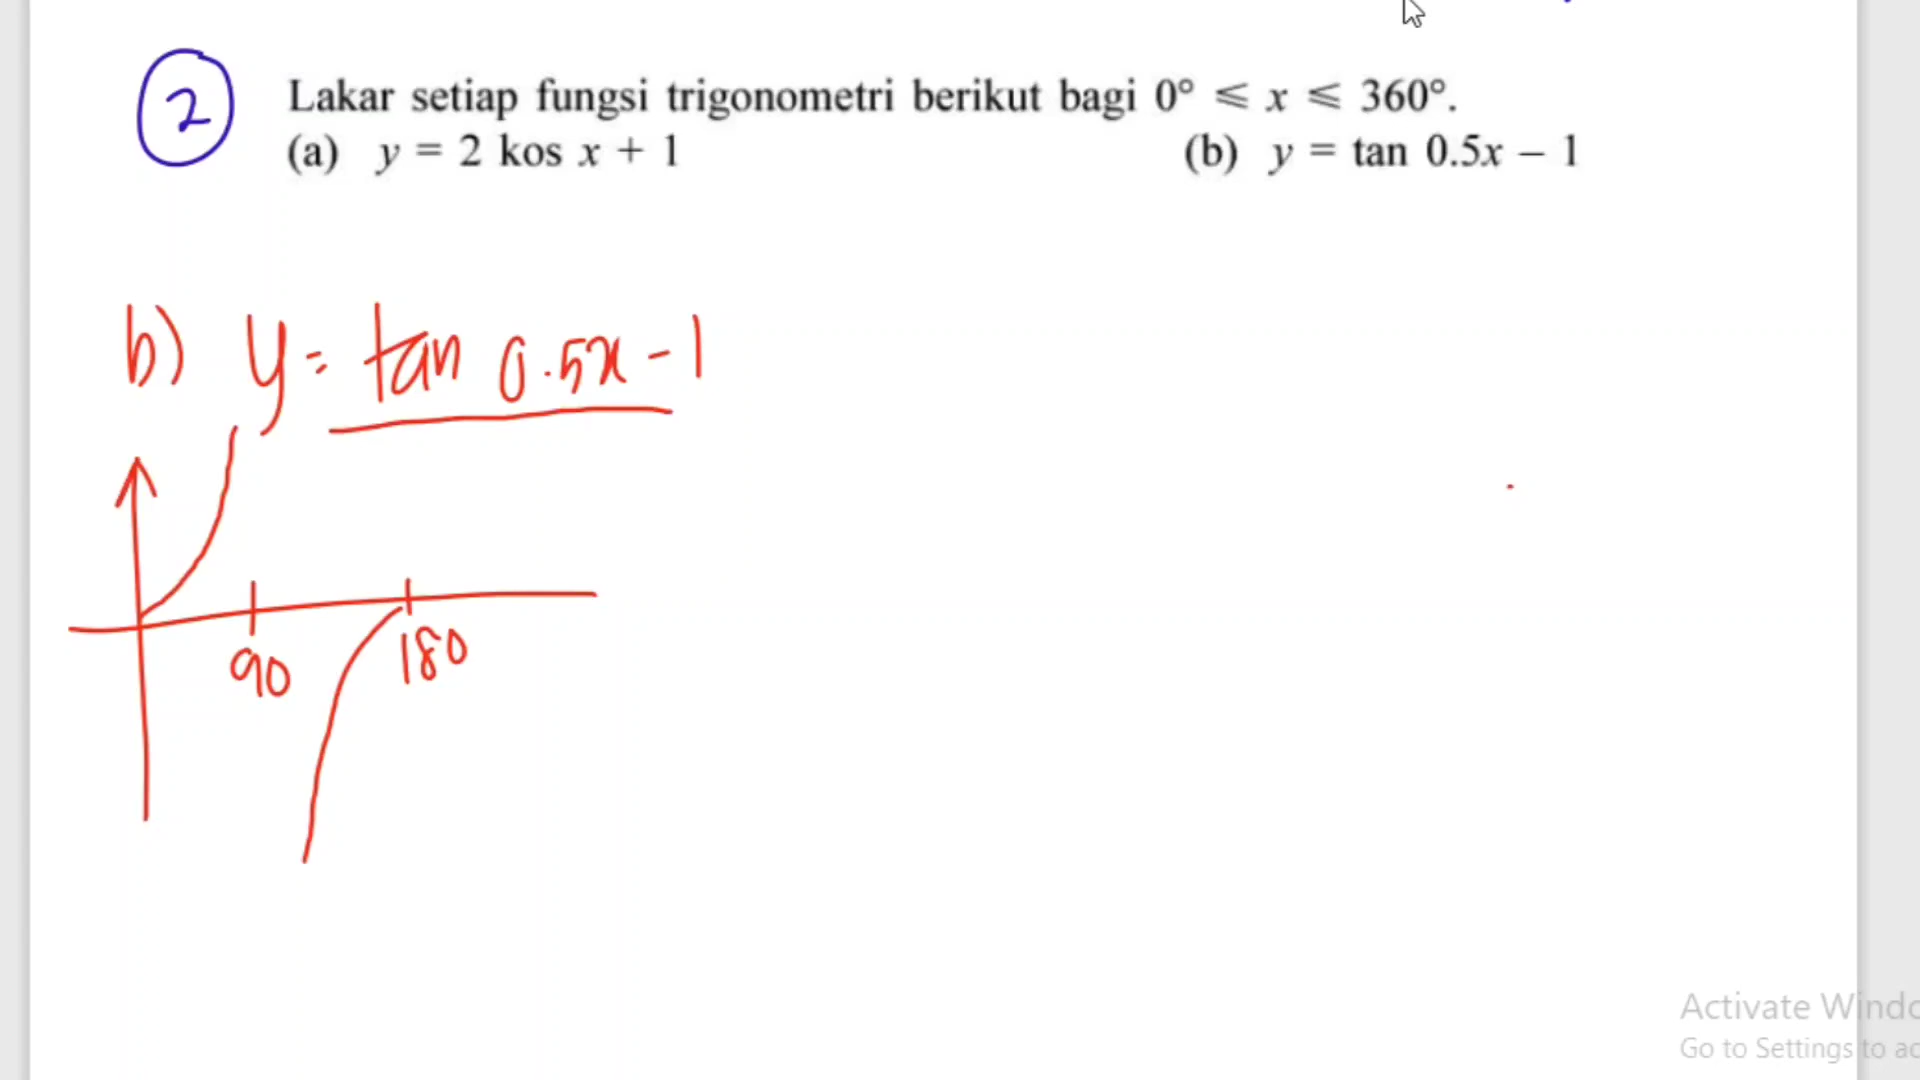 2 Lakar setiap fungsi trigonometri berikut bagi 0° ⩽ x ⩽ 360°.
(a) y = 2 kos x + 1 (b) y = tan 0.5x – 1
b) y = tan 0.5x - 1
90 180
Activate Windo
Go to Settings to ac